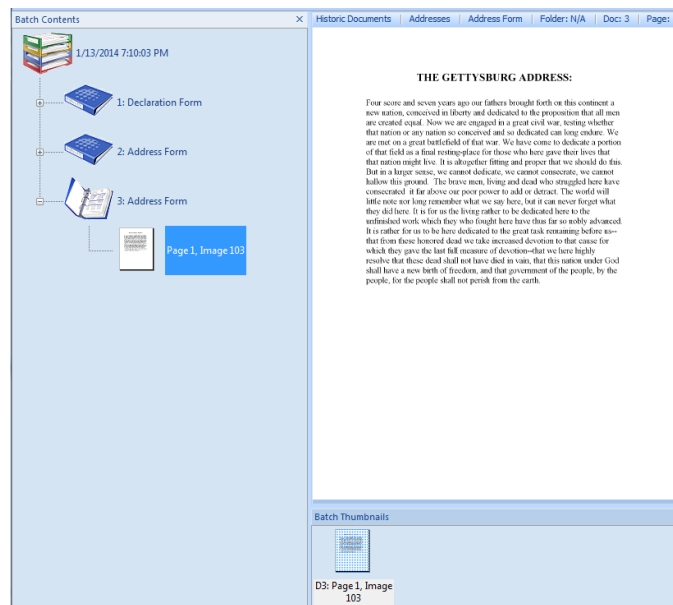 Batch Contents
1/13/2014 7:10:03 PM
1: Declaration Form
2: Address Form
3: Address Form
Page 1, Image 103
Historic Documents Addresses Address Form Folder: N/A Doc: 3 Page:
THE GETTYSBURG ADDRESS:
Four score and seven years ago our fathers brought forth on this continent a
new nation, conceived in liberty and dedicated to the proposition that all men
are created equal. Now we are engaged in a great civil war, testing whether
that nation or any nation so conceived and so dedicated can long endure. We
are met on a great battlefield of that war. We have come to dedicate a portion
of that field as a final resting-place for those who here gave their lives that
that nation might live. It is altogether fitting and proper that we should do this.
But in a larger sense, we cannot dedicate, we cannot consecrate, we cannot
hallow this ground. The brave men, living and dead who struggled here have
consecrated it far above our poor power to add or detract. The world will
little note nor long remember what we say here, but it can never forget what
they did here. It is for us the living rather to be dedicated here to the
unfinished work which they who fought here have thus far so nobly advanced.
It is rather for us to be here dedicated to the great task remaining before us--
that from these honored dead we take increased devotion to that cause for
which they gave the last full measure of devotion--that we here highly
resolve that these dead shall not have died in vain, that this nation under God
shall have a new birth of freedom, and that government of the people, by the
people, for the people shall not perish from the earth.
Batch Thumbnails
D3: Page 1, Image
103